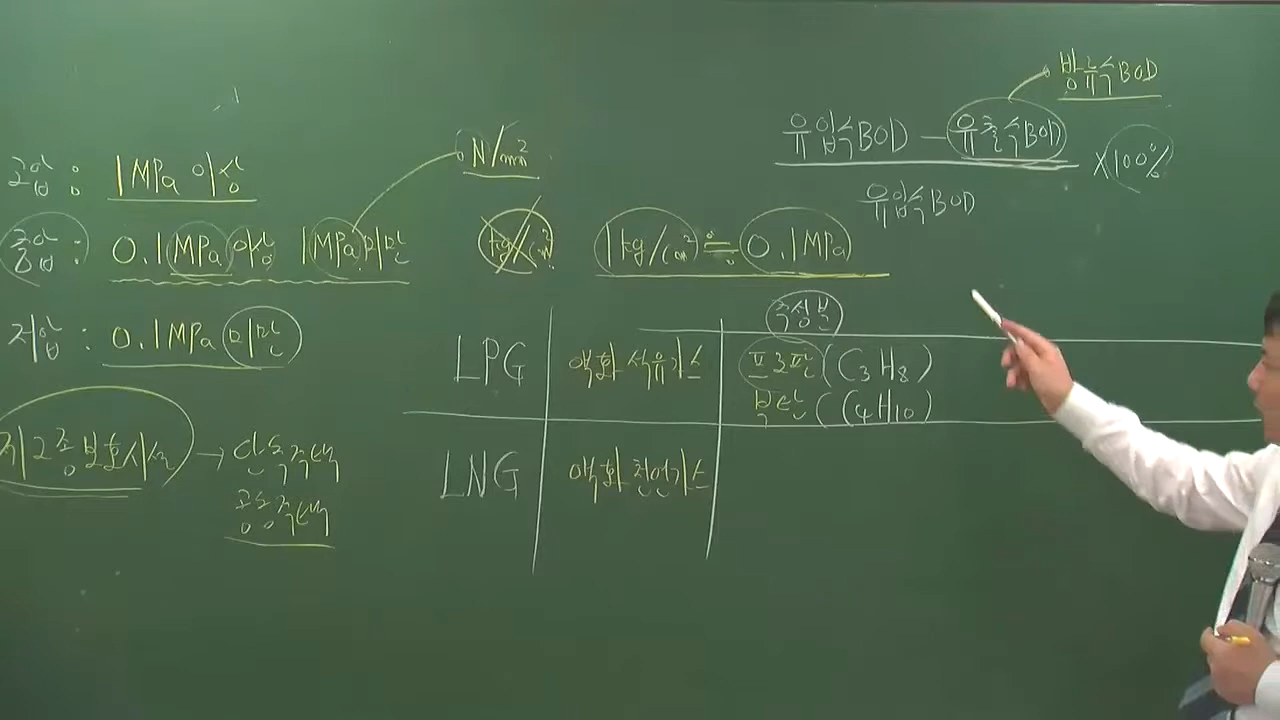 방류수BOD
유입수BOD - 유출수BOD X100%
유입수BOD
고압 : 1MPa 이상
N/mm²
중압 : 0.1MPa 이상 1MPa 미만
kg/cm²
1kg/cm² ≒ 0.1MPa
저압 : 0.1MPa 미만
주성분
LPG 액화석유가스 프로판(C3H8)
부탄(C4H10)
제2종보호시설 → 단독주택
공동주택
LNG 액화천연가스